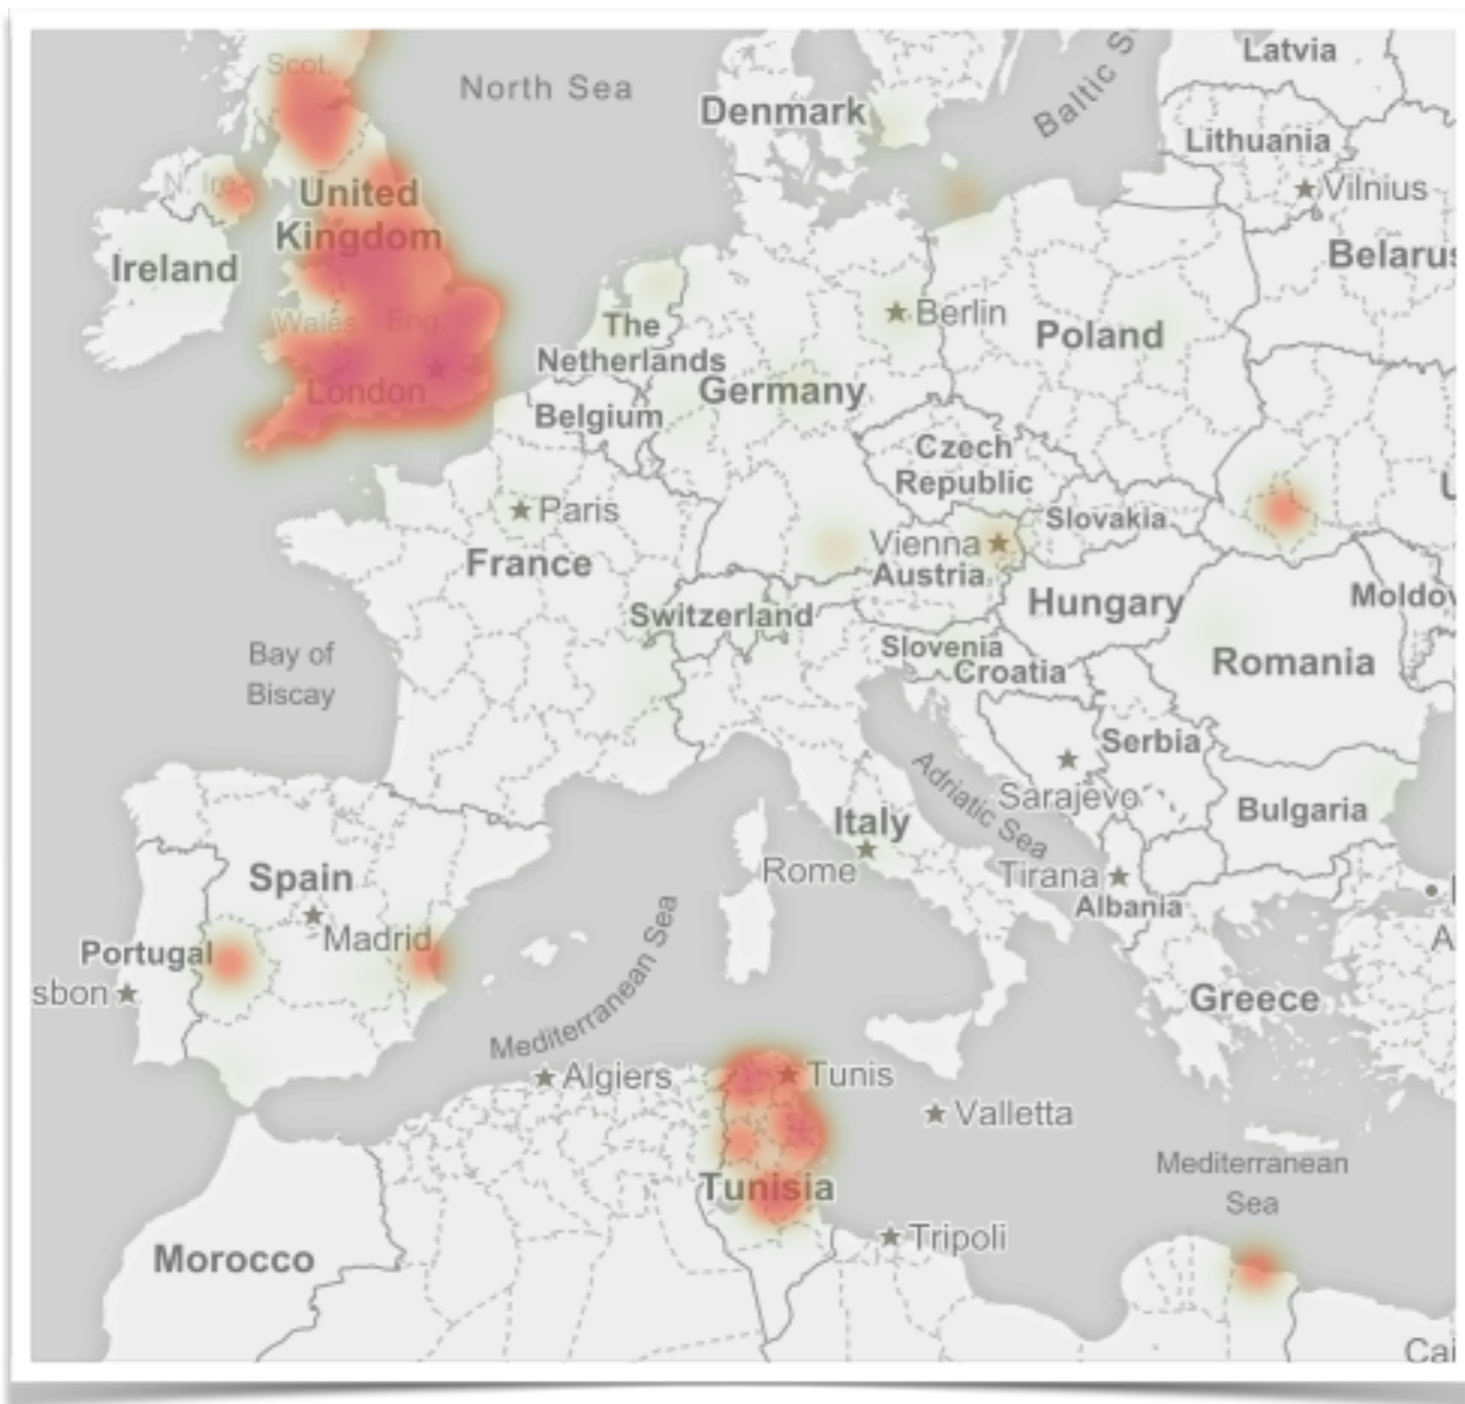 Scot.
North Sea
Baltic S
Latvia
Denmark
Lithuania
N. Ire.
United
Kingdom
Vilnius
Ireland
Belarus
Wales
Eng.
Berlin
The
Netherlands
Poland
London
Germany
Belgium
Czech
Republic
Paris
Slovakia
U
France
Vienna
Austria
Hungary
Moldov
Switzerland
Slovenia
Croatia
Romania
Bay of
Biscay
Serbia
Adriatic Sea
Sarajevo
Bulgaria
Italy
Rome
Tirana
Albania
Spain
Madrid
Portugal
sbon
A
Mediterranean Sea
Greece
Algiers
Tunis
Valletta
Mediterranean
Sea
Tunisia
Tripoli
Morocco
Cai